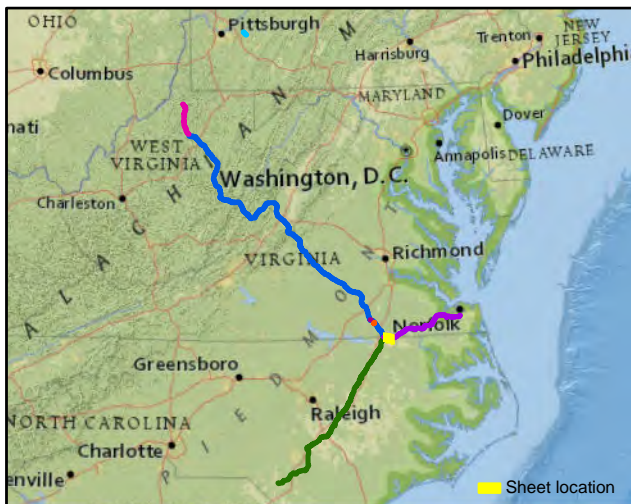 OHIO
Pittsburgh
Harrisburg
Trenton
NEW
JERSEY
Philadelphia
Columbus
MARYLAND
Dover
nati
WEST
VIRGINIA
Annapolis
DELAWARE
Washington, D.C.
Charleston
Richmond
VIRGINIA
Norfolk
Greensboro
Raleigh
NORTH CAROLINA
Charlotte
enville
A L A C H I A N M
P I E D M O N T
Sheet location